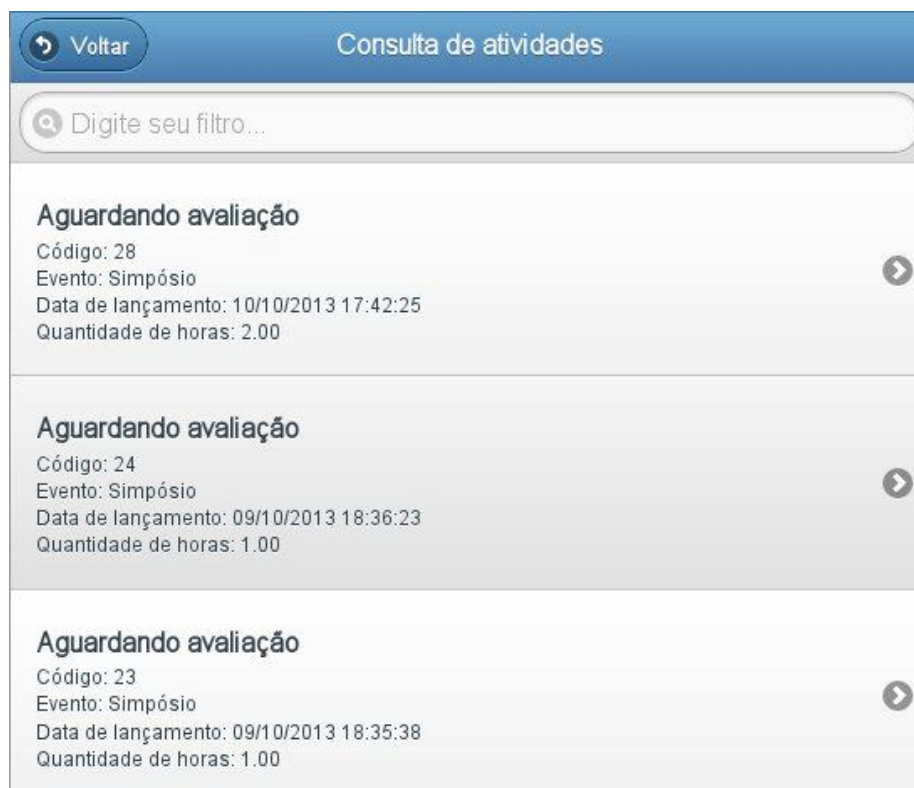 Voltar
Consulta de atividades
Digite seu filtro...
Aguardando avaliação
Código: 28
Evento: Simpósio
Data de lançamento: 10/10/2013 17:42:25
Quantidade de horas: 2.00
Aguardando avaliação
Código: 24
Evento: Simpósio
Data de lançamento: 09/10/2013 18:36:23
Quantidade de horas: 1.00
Aguardando avaliação
Código: 23
Evento: Simpósio
Data de lançamento: 09/10/2013 18:35:38
Quantidade de horas: 1.00